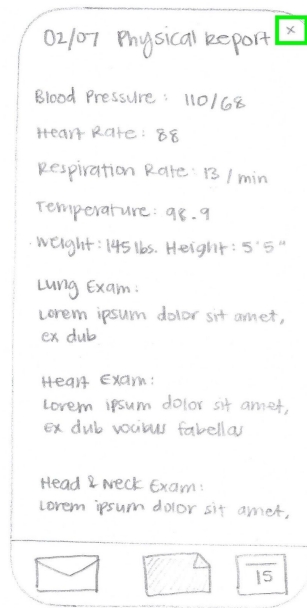 02/07 Physical Report ×
Blood Pressure: 110/68
Heart Rate: 88
Respiration Rate: 13 / min
Temperature: 98.9
Weight: 145 lbs. Height: 5'5"
Lung Exam:
Lorem ipsum dolor sit amet,
ex dub
Heart Exam:
Lorem ipsum dolor sit amet,
ex dub vocibus fabellas
Head & Neck Exam:
Lorem ipsum dolor sit amet,
15